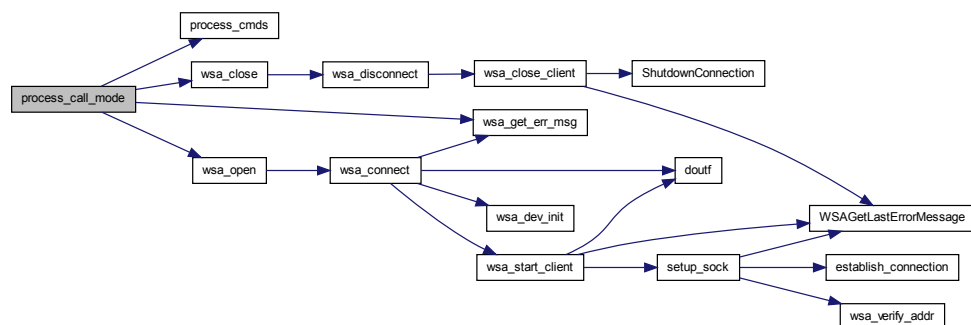 process_cmds
wsa_close
wsa_disconnect
wsa_close_client
ShutdownConnection
process_call_mode
wsa_get_err_msg
wsa_open
wsa_connect
doutf
wsa_dev_init
WSAGetLastErrorMessage
wsa_start_client
setup_sock
establish_connection
wsa_verify_addr